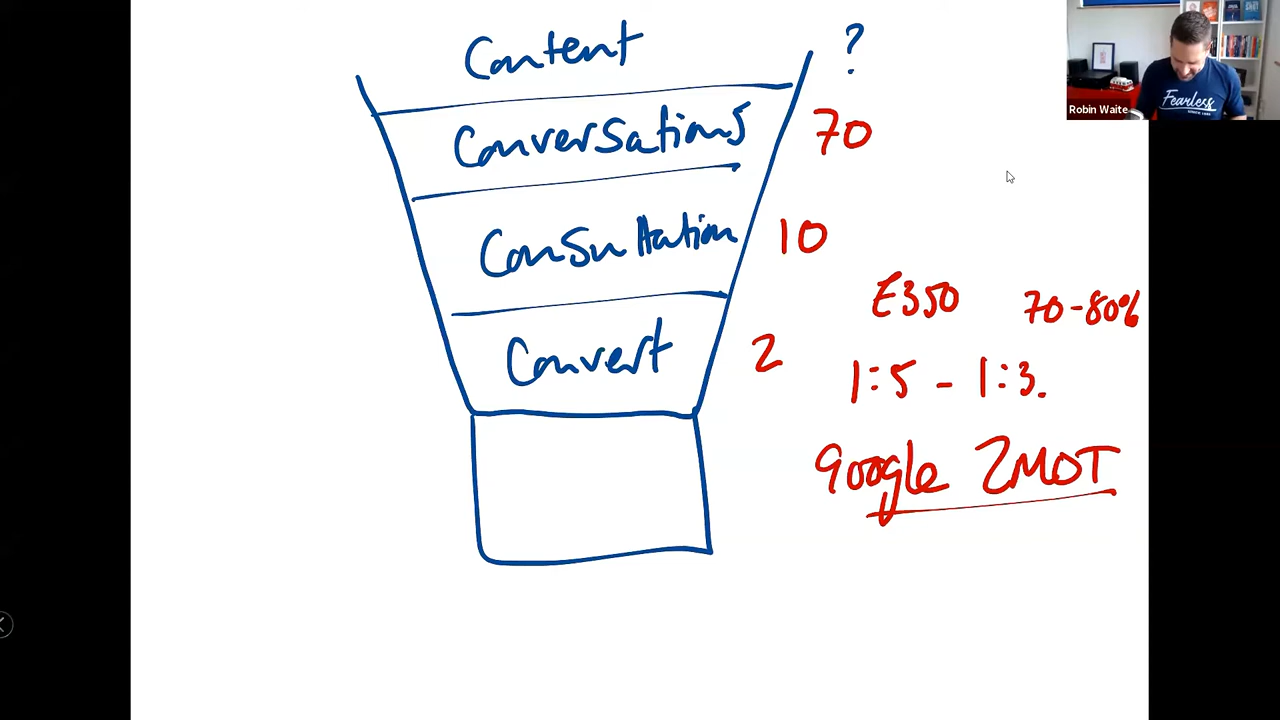 Content ?
Conversations 70
Consultation 10
£350 70-80%
Convert 2
1:5 - 1:3.
Google ZMOT
Robin Waite
Fearless